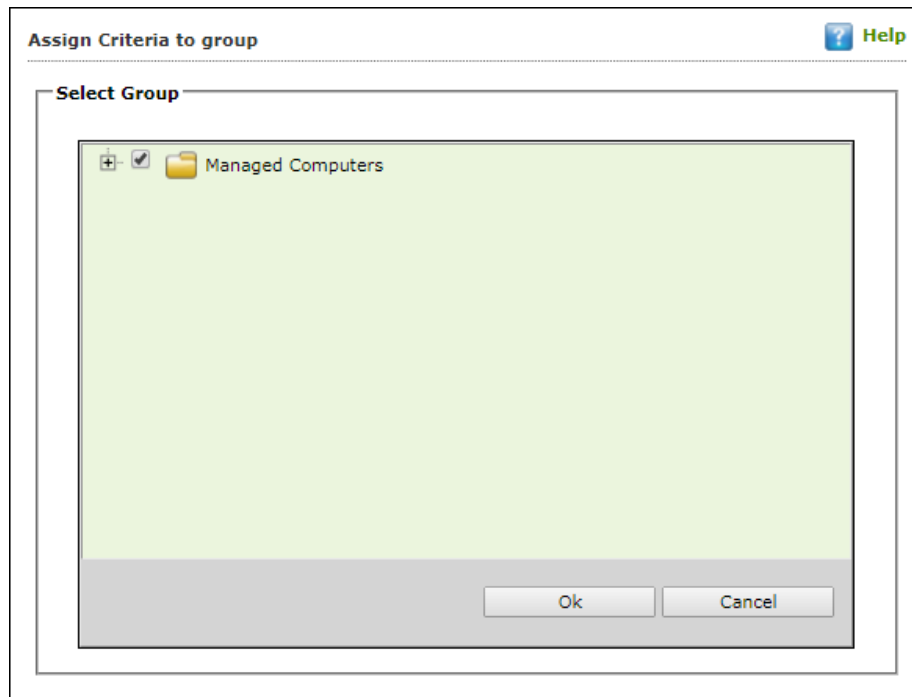 Assign Criteria to group
? Help
Select Group
Managed Computers
Ok
Cancel